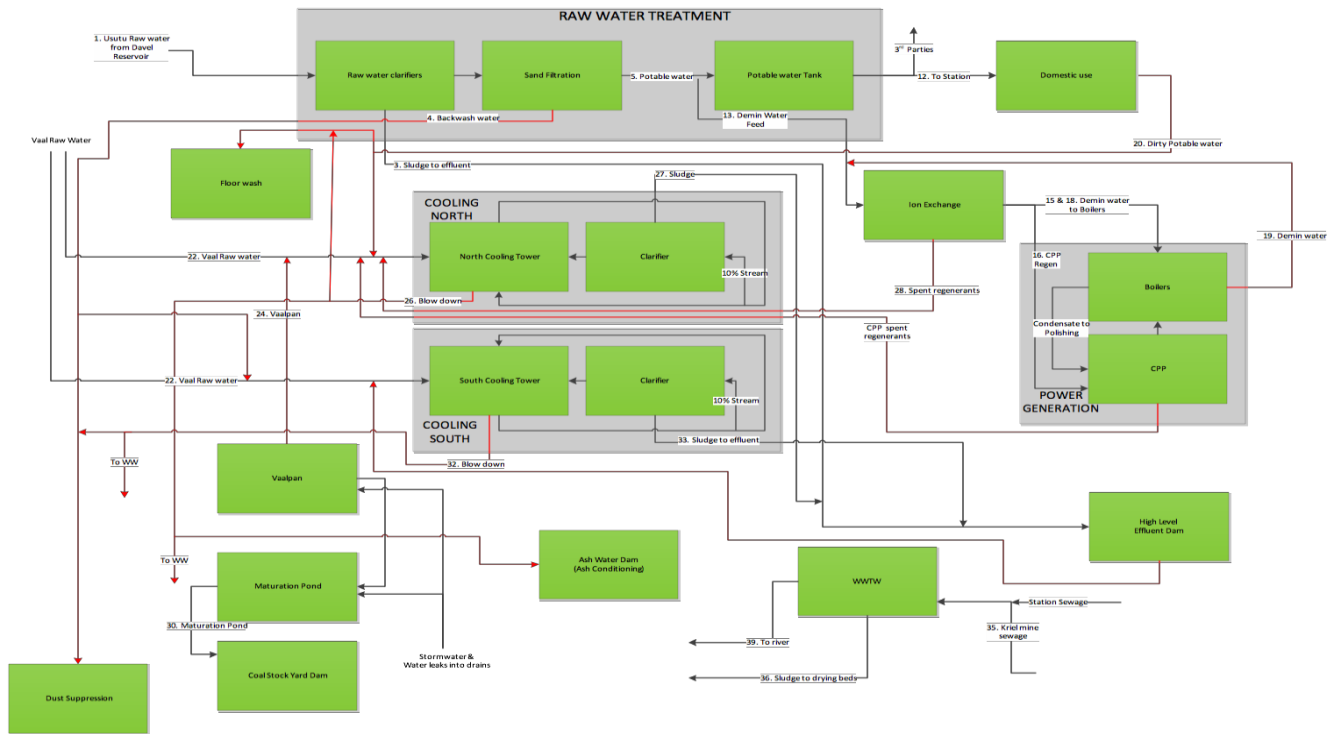 RAW WATER TREATMENT
1. Usutu Raw water
from Davel
Reservoir
Raw water clarifiers
Sand Filtration
5. Potable water
Potable water Tank
3rd Parties
12. To Station
Domestic use
4. Backwash water
13. Demin Water
Feed
Vaal Raw Water
20. Dirty Potable water
3. Sludge to effluent
27. Sludge
Floor wash
COOLING
NORTH
Ion Exchange
15 & 18. Demin water
to Boilers
19. Demin water
22. Vaal Raw water
North Cooling Tower
Clarifier
10% Stream
16. CPP
Regen
Boilers
28. Spent regenerants
26. Blow down
24. Vaalpan
CPP spent
regenerants
Condensate to
Polishing
22. Vaal Raw water
South Cooling Tower
Clarifier
10% Stream
CPP
POWER
GENERATION
COOLING
SOUTH
33. Sludge to effluent
To WW
32. Blow down
Vaalpan
High Level
Effluent Dam
To WW
Ash Water Dam
(Ash Conditioning)
Maturation Pond
WWTW
Station Sewage
30. Maturation Pond
35. Kriel mine
sewage
39. To river
Stormwater &
Water leaks into drains
Coal Stock Yard Dam
36. Sludge to drying beds
Dust Suppression